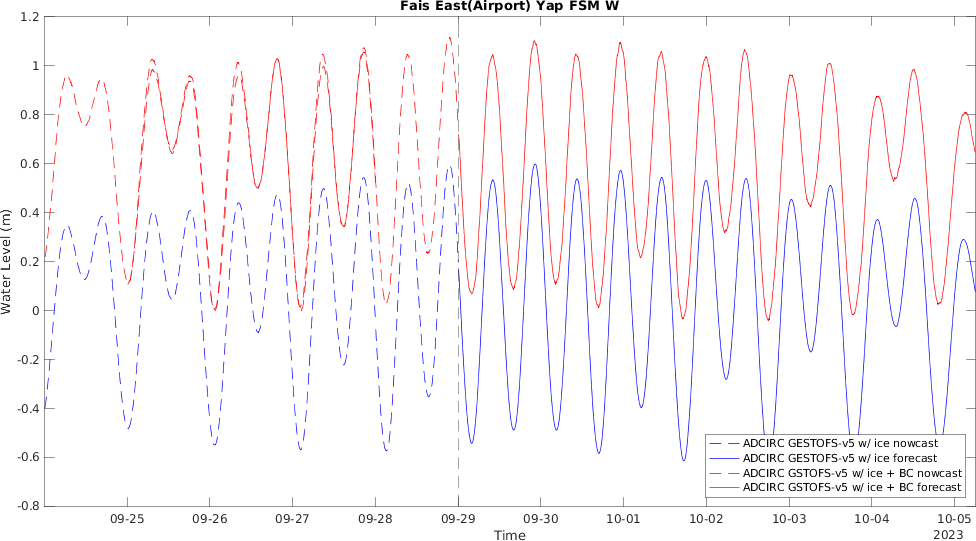 Fais East(Airport) Yap FSM W
1.2
1
0.8
0.6
0.4
0.2
0
-0.2
-0.4
-0.6
-0.8
Water Level (m)
ADCIRC GESTOFS-v5 w/ ice nowcast
ADCIRC GESTOFS-v5 w/ ice forecast
ADCIRC GSTOFS-v5 w/ ice + BC nowcast
ADCIRC GSTOFS-v5 w/ ice + BC forecast
09-25 09-26 09-27 09-28 09-29 09-30 10-01 10-02 10-03 10-04 10-05
Time
2023